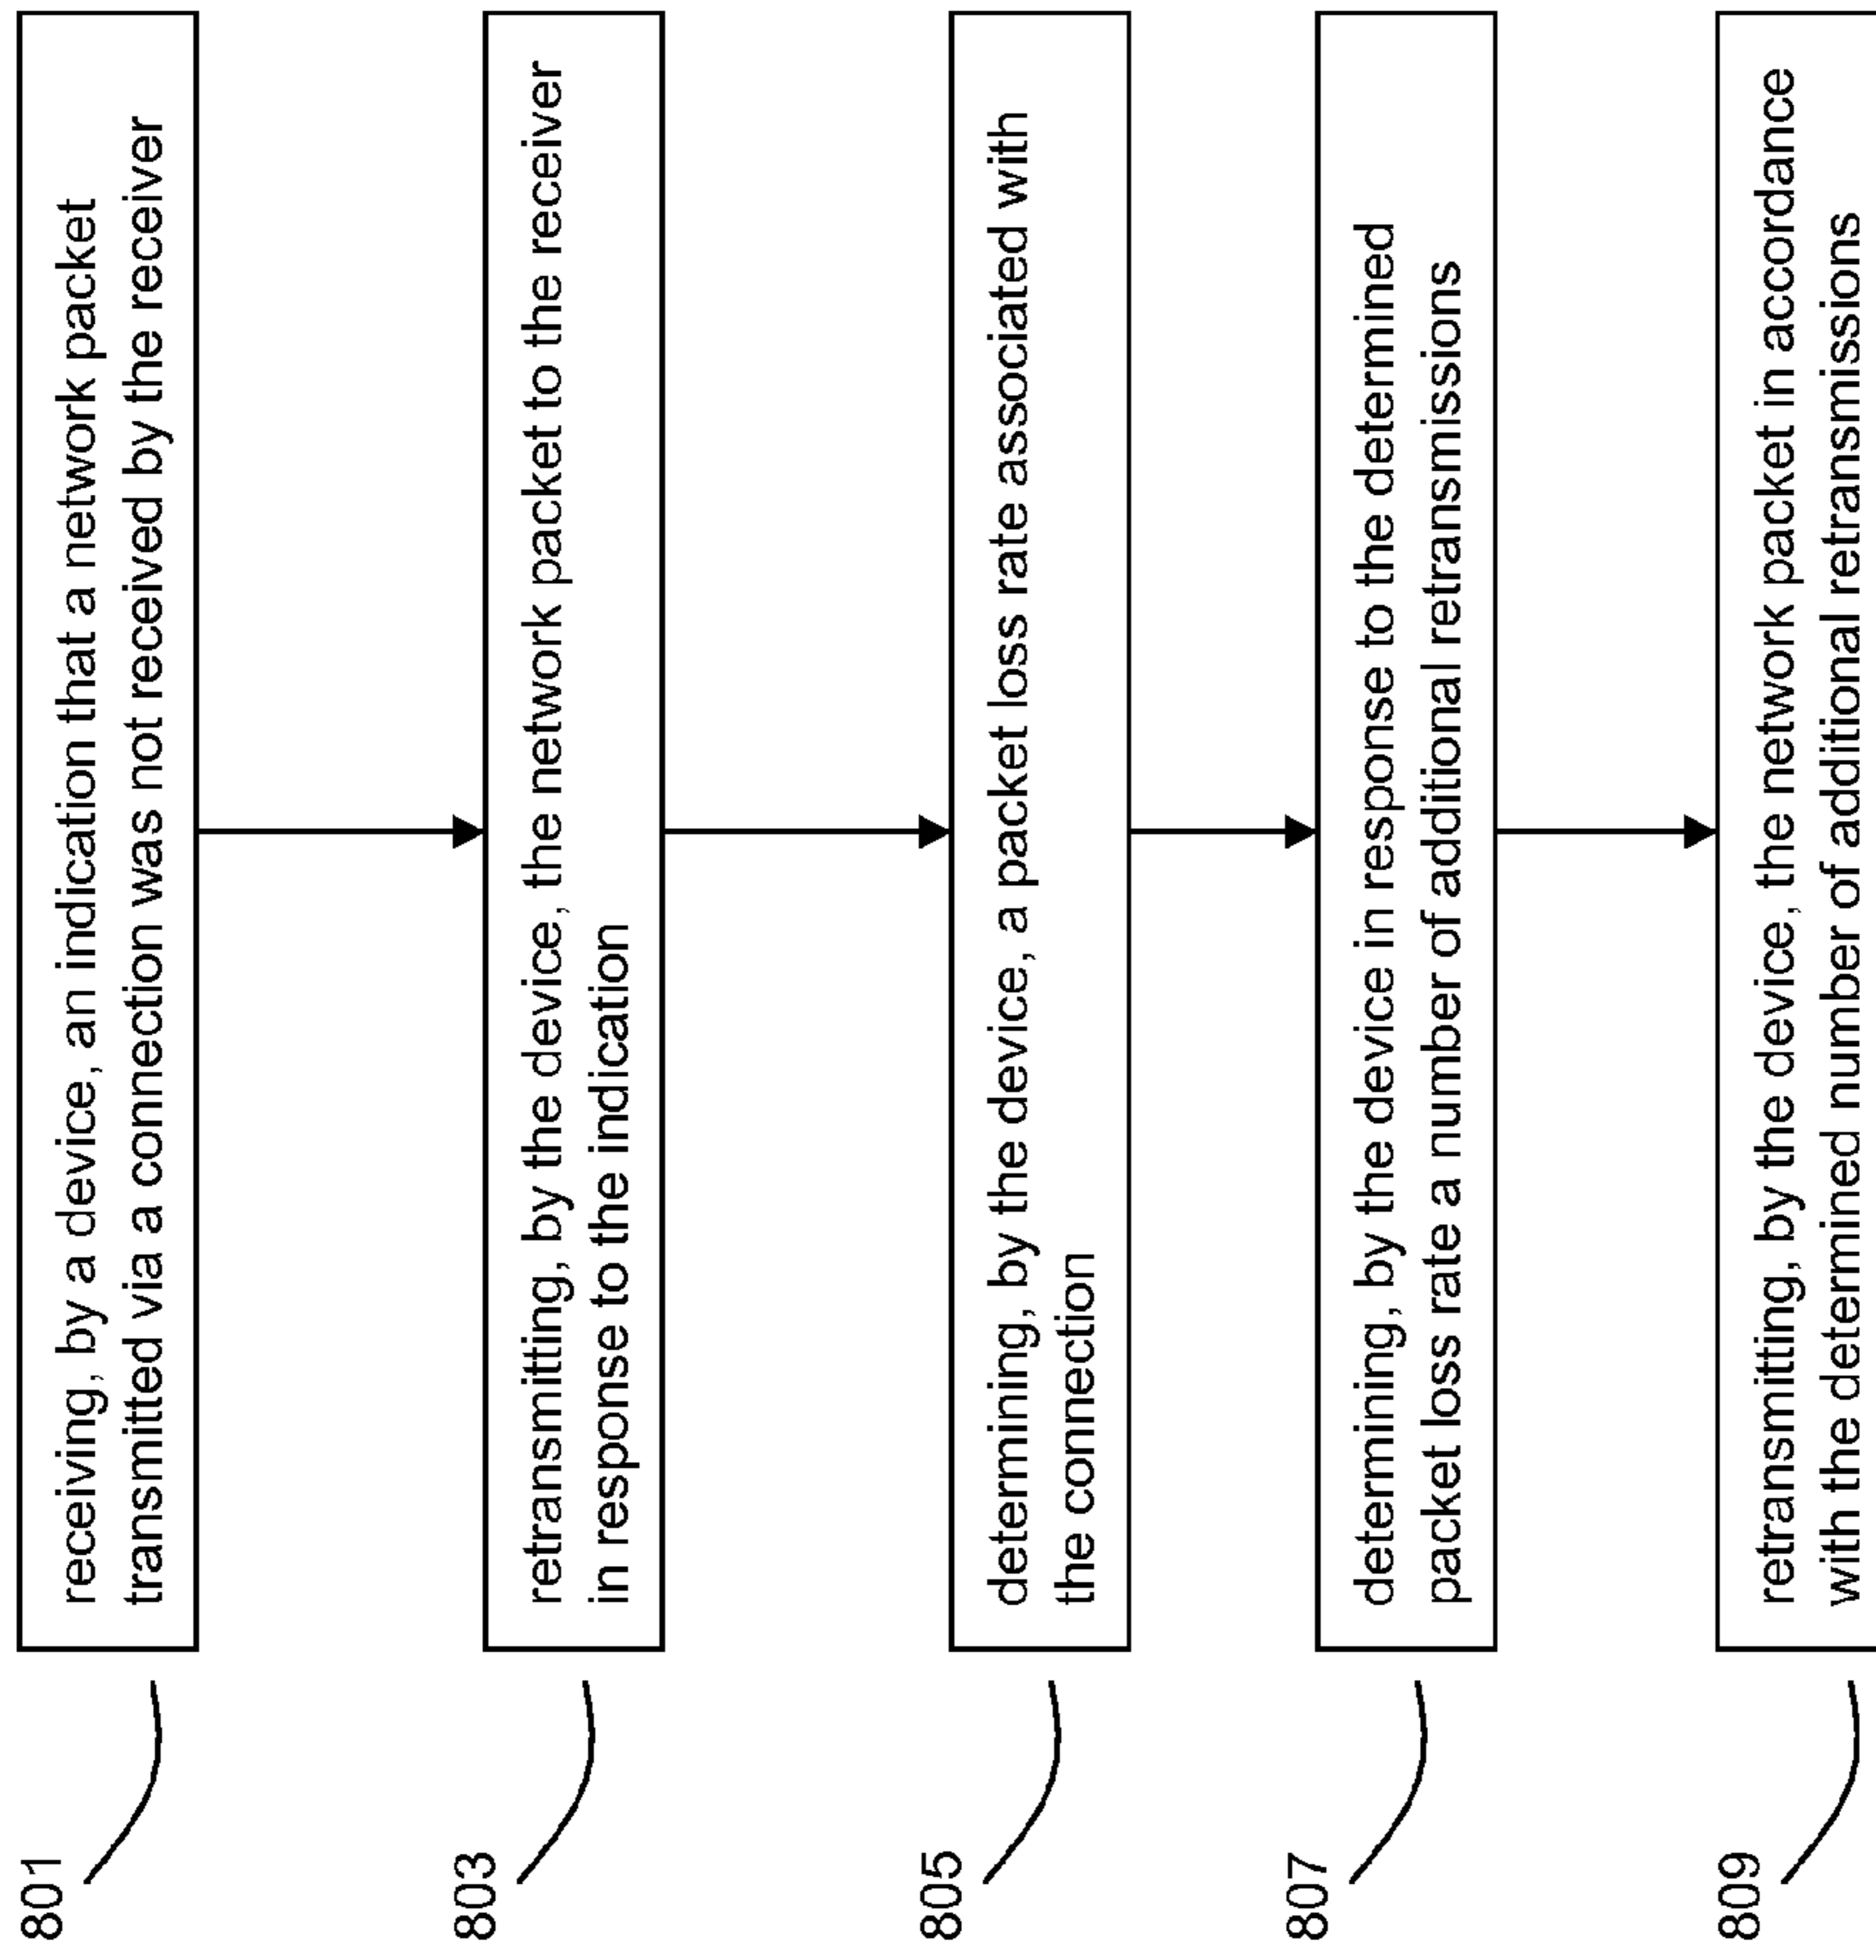 801
receiving, by a device, an indication that a network packet
transmitted via a connection was not received by the receiver
803
retransmitting, by the device, the network packet to the receiver
in response to the indication
805
determining, by the device, a packet loss rate associated with
the connection
807
determining, by the device in response to the determined
packet loss rate a number of additional retransmissions
809
retransmitting, by the device, the network packet in accordance
with the determined number of additional retransmissions